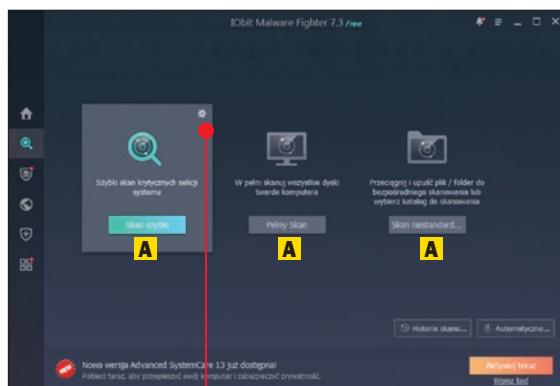 IObit Malware Fighter 7.3 Free
Szybki skan krytycznych sekcji
systemu
Skan szybki
A
W pełni skanuj wszystkie dyski
twarde komputera
Pełny Skan
A
Przeciągnij i upuść plik / folder do
bezpośredniego skanowania lub
wybierz katalog do skanowania
Skan niestandard...
A
Historia skano...
Automatyczne...
Nowa wersja Advanced SystemCare 13 już dostępna!
Pobierz teraz, aby przyspieszyć swój komputer i zabezpieczyć prywatność.
Aktywuj teraz
Wpisz kod